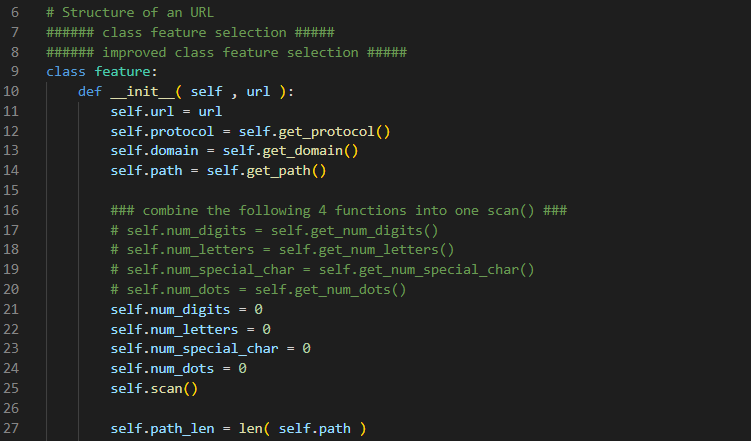 6 # Structure of an URL
7 ###### class feature selection #####
8 ###### improved class feature selection #####
9 class feature:
10 def __init__( self , url ):
11 self.url = url
12 self.protocol = self.get_protocol()
13 self.domain = self.get_domain()
14 self.path = self.get_path()
15
16 ### combine the following 4 functions into one scan() ###
17 # self.num_digits = self.get_num_digits()
18 # self.num_letters = self.get_num_letters()
19 # self.num_special_char = self.get_num_special_char()
20 # self.num_dots = self.get_num_dots()
21 self.num_digits = 0
22 self.num_letters = 0
23 self.num_special_char = 0
24 self.num_dots = 0
25 self.scan()
26
27 self.path_len = len( self.path )